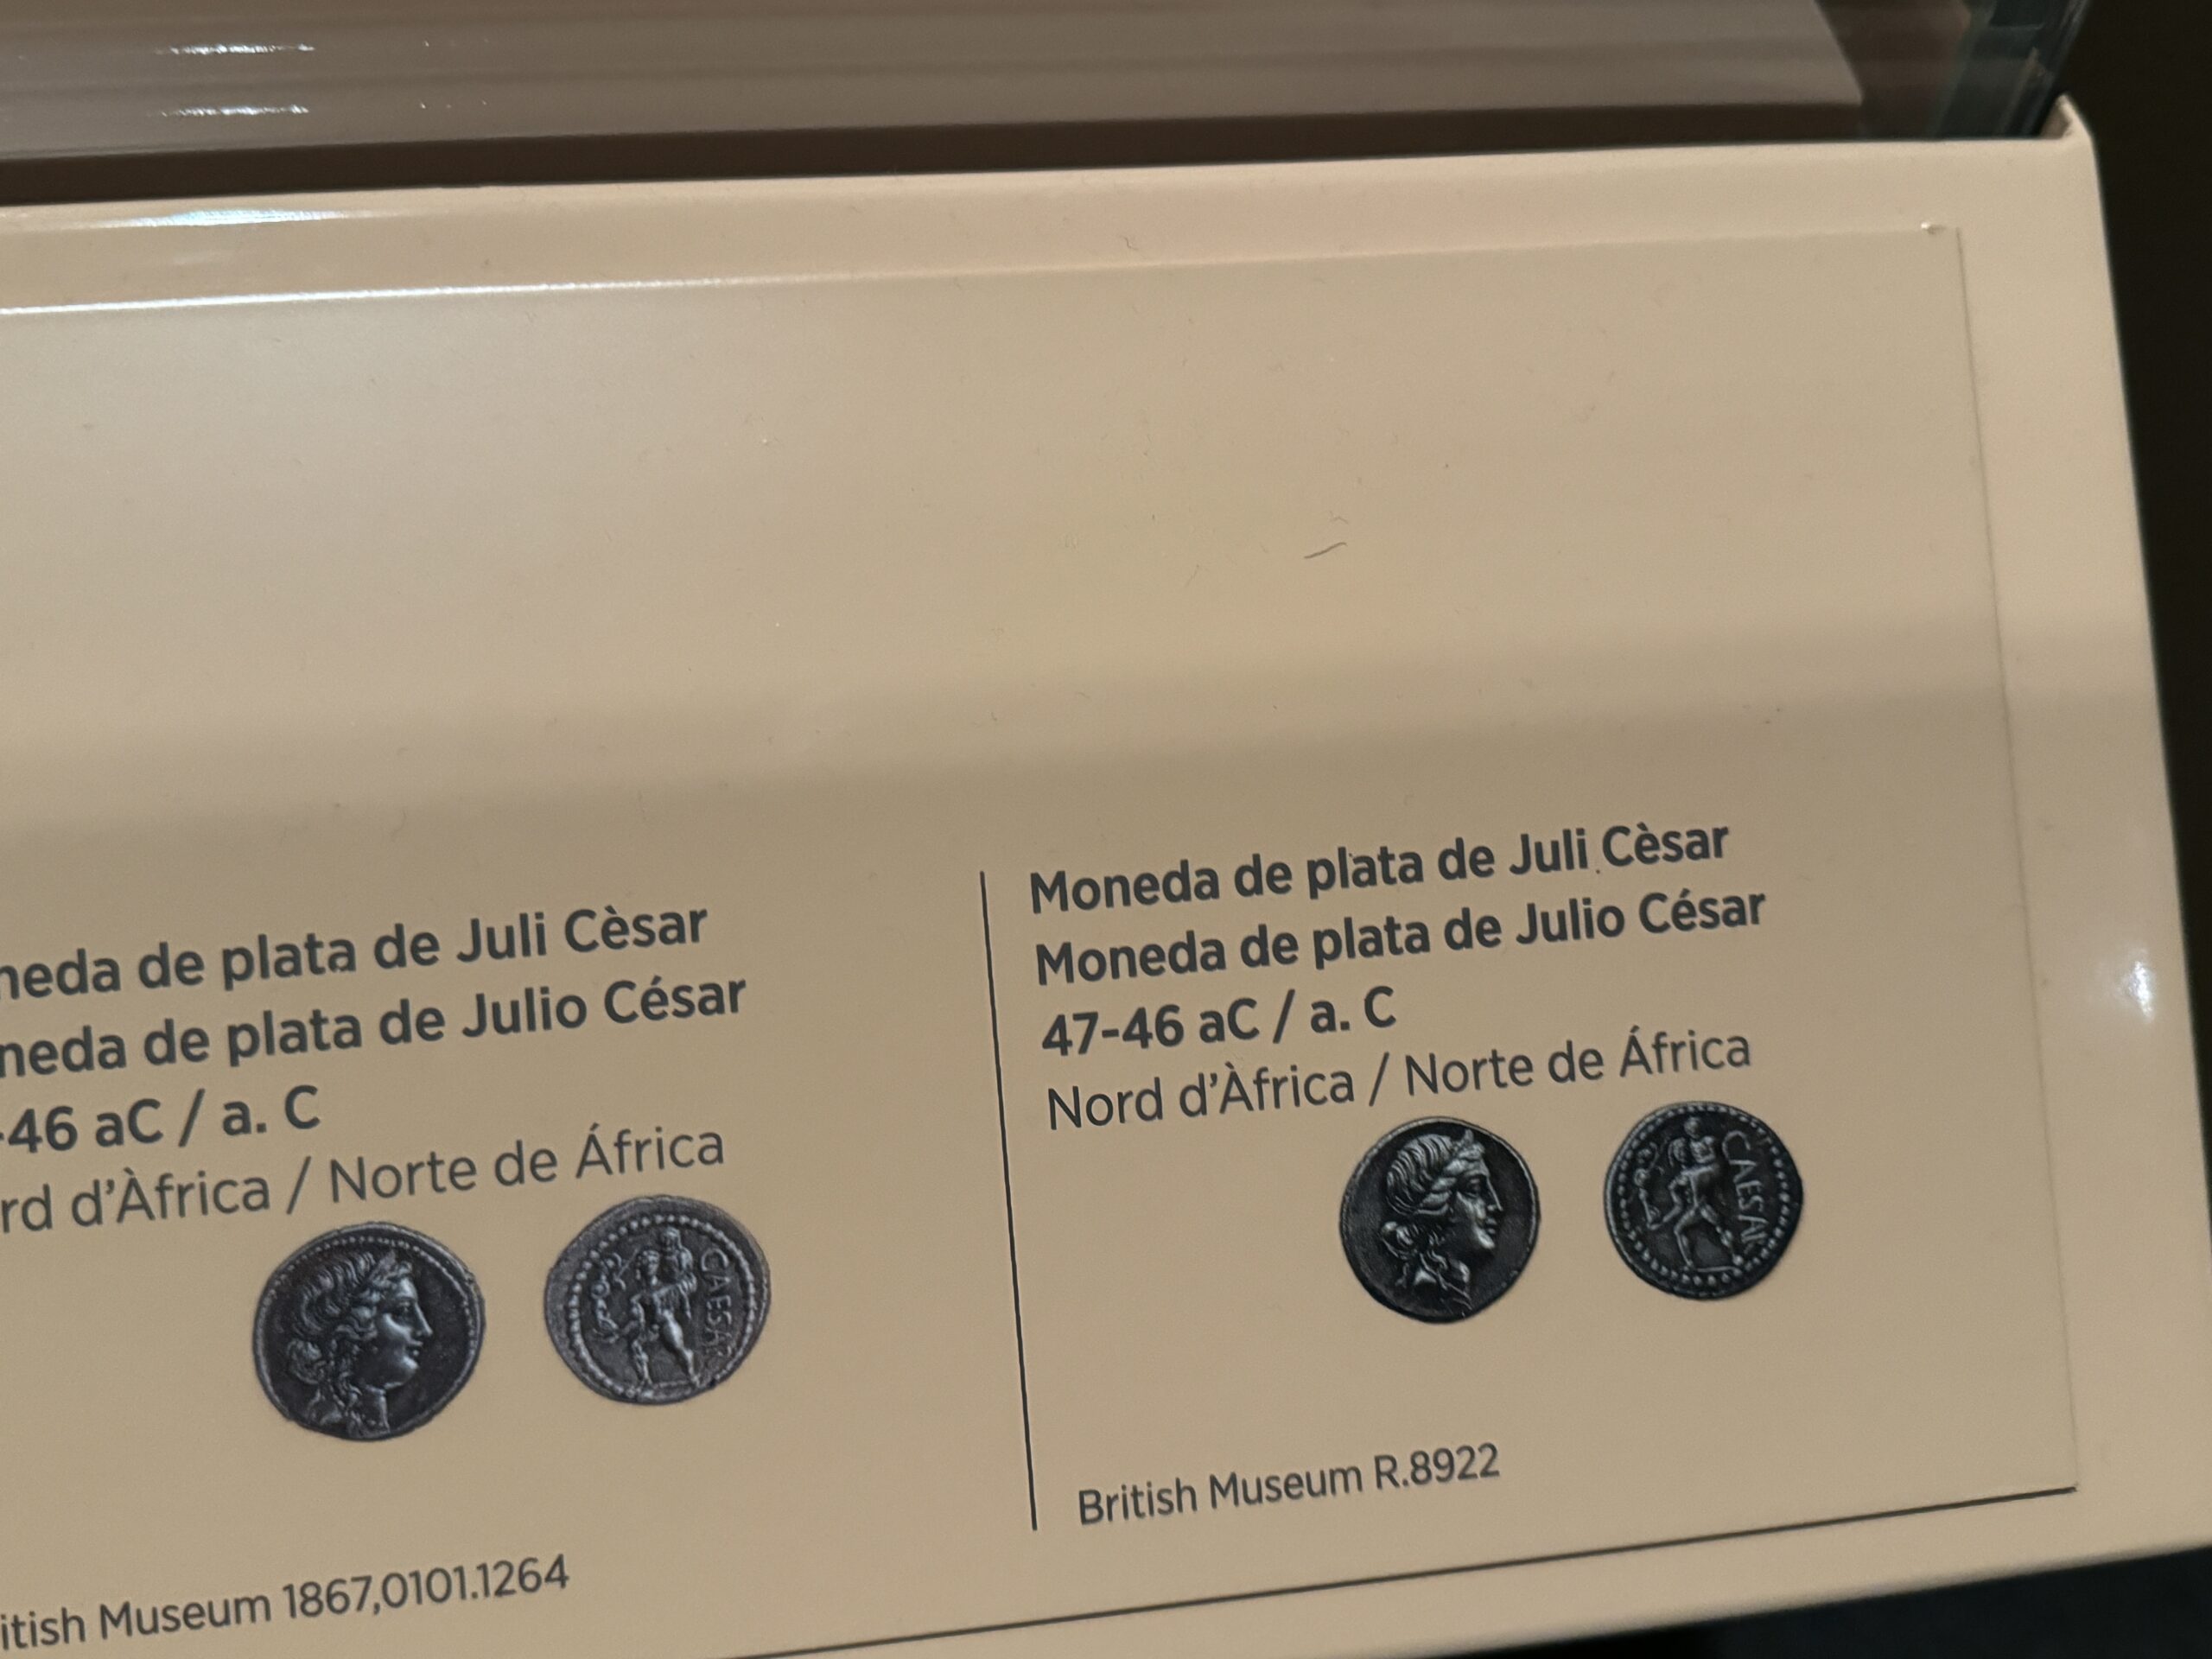 neda de plata de Juli Cèsar
neda de plata de Julio César
-46 aC / a. C
rd d'Àfrica / Norte de África
CAESAR
itish Museum 1867,0101.1264
Moneda de plata de Juli Cèsar
Moneda de plata de Julio César
47-46 aC / a. C
Nord d'Àfrica / Norte de África
CAESAR
British Museum R.8922